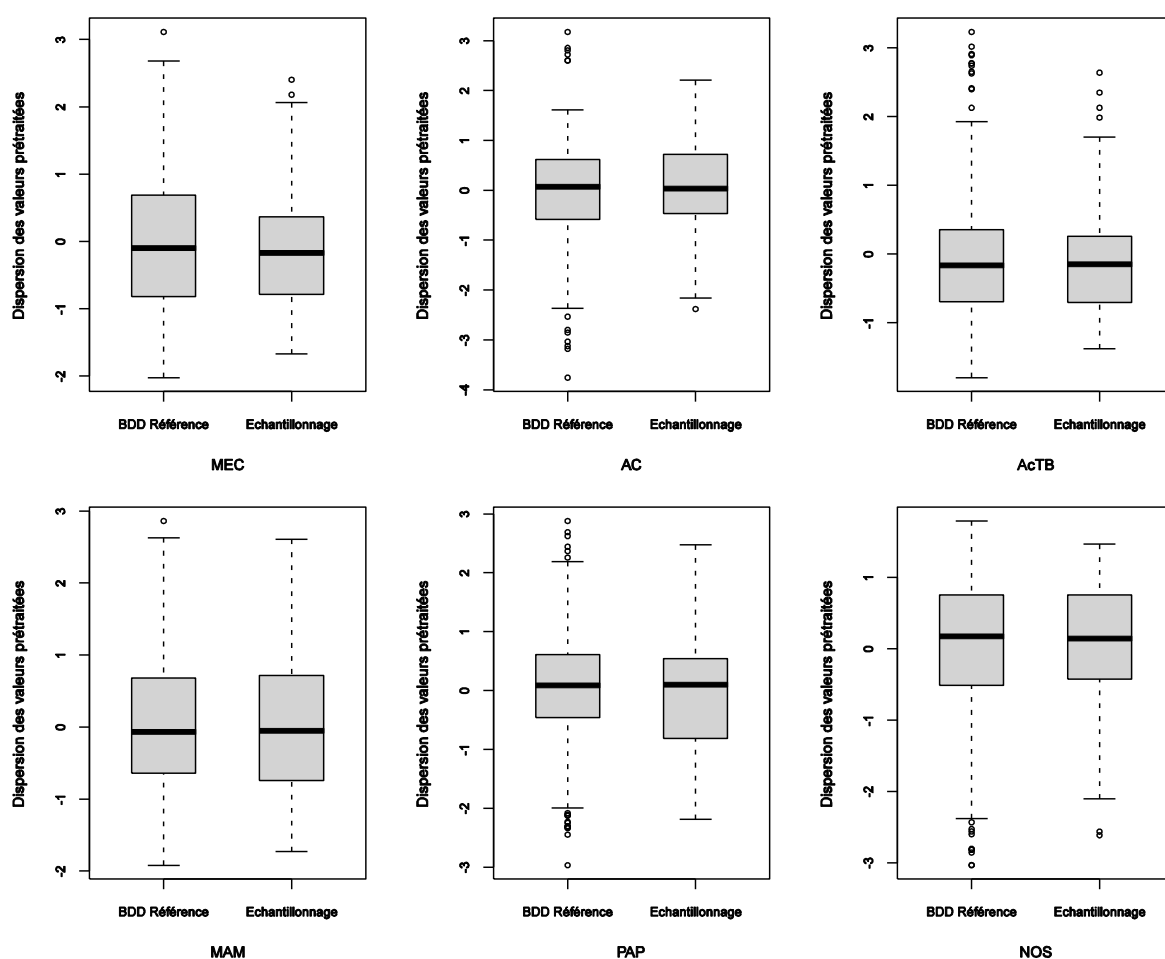 Dispersion des valeurs prétraitées
3
2
1
0
-1
-2
BDD Référence Echantillonnage
MEC
Dispersion des valeurs prétraitées
3
2
1
0
-1
-2
-3
-4
BDD Référence Echantillonnage
AC
Dispersion des valeurs prétraitées
3
2
1
0
-1
BDD Référence Echantillonnage
AcTB
Dispersion des valeurs prétraitées
3
2
1
0
-1
-2
BDD Référence Echantillonnage
MAM
Dispersion des valeurs prétraitées
3
2
1
0
-1
-2
-3
BDD Référence Echantillonnage
PAP
Dispersion des valeurs prétraitées
1
0
-1
-2
-3
BDD Référence Echantillonnage
NOS